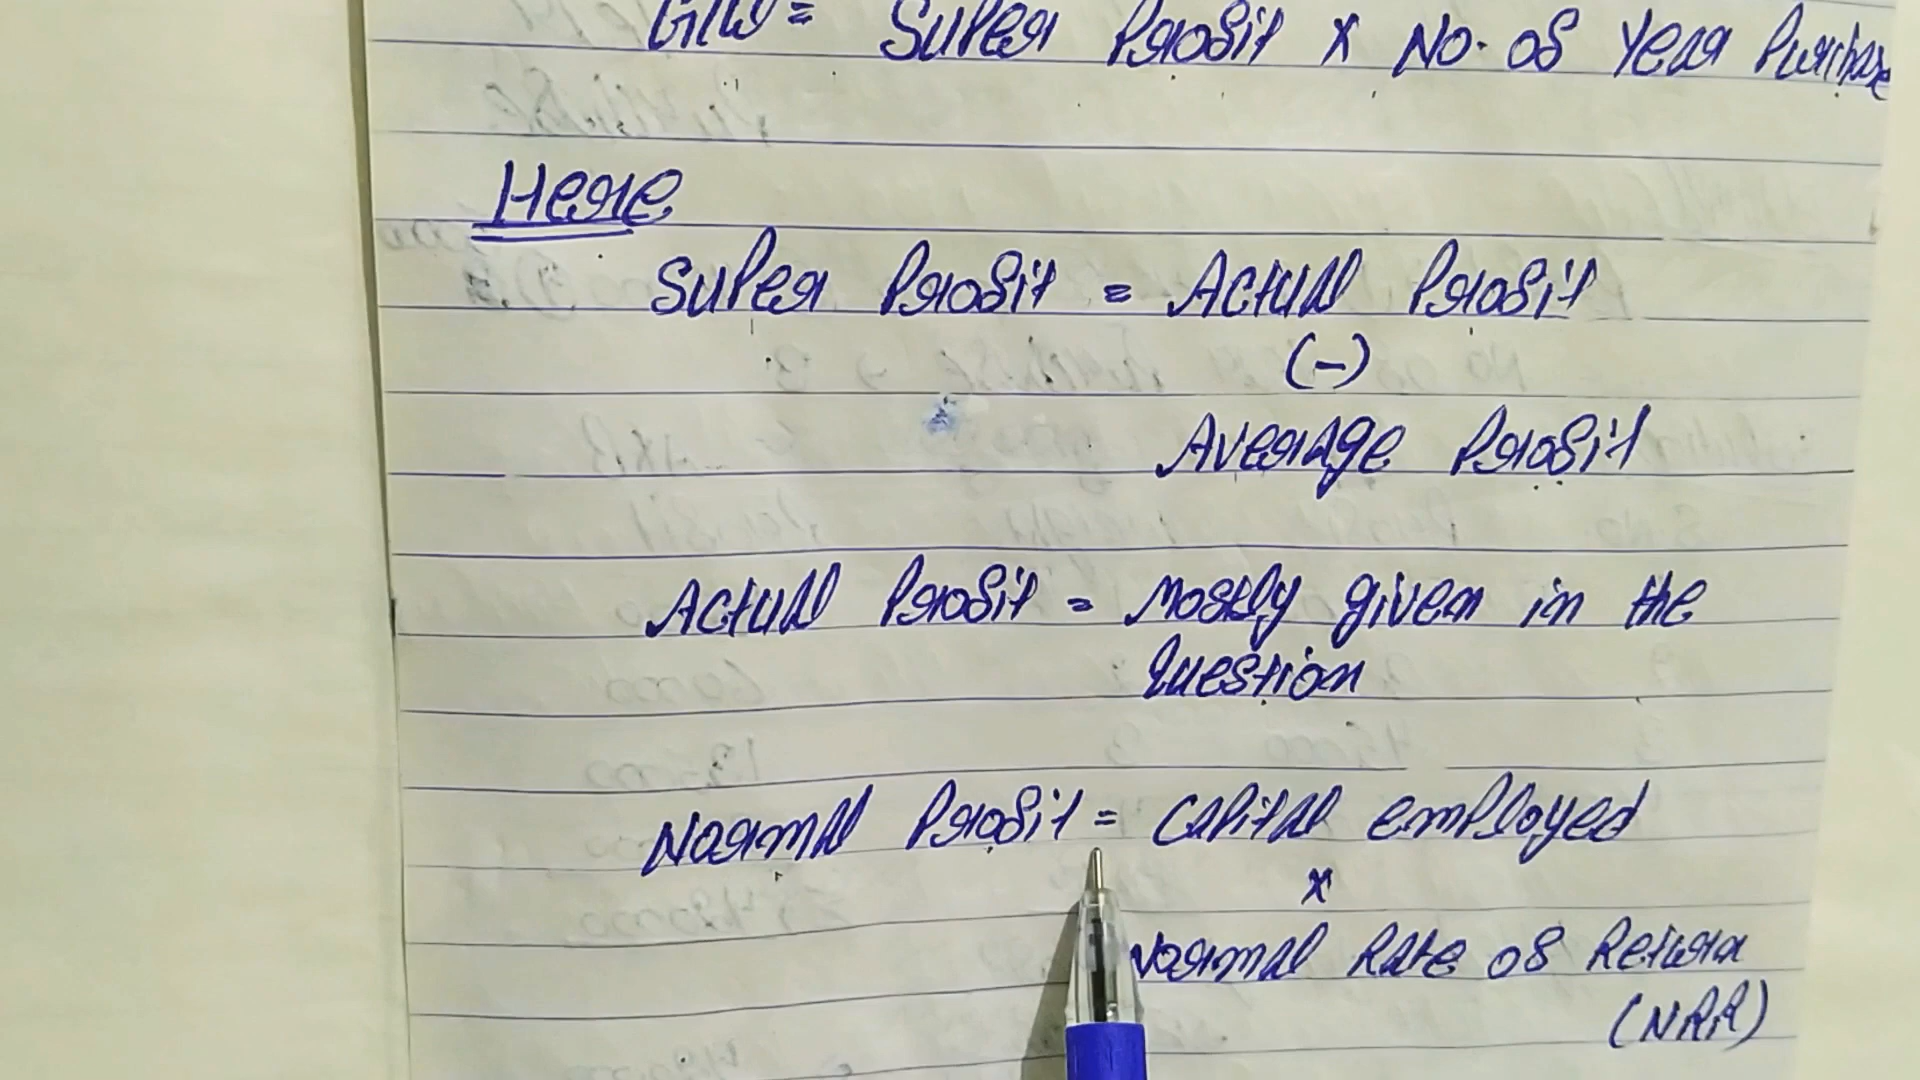 G/W = Super Profit x No. of Year Purchase
Here
Super Profit = Actual Profit
(-)
Average Profit
Actual Profit = Mostly given in the
Question
Normal Profit = Capital employed
x
Normal Rate of Return
(NRR)